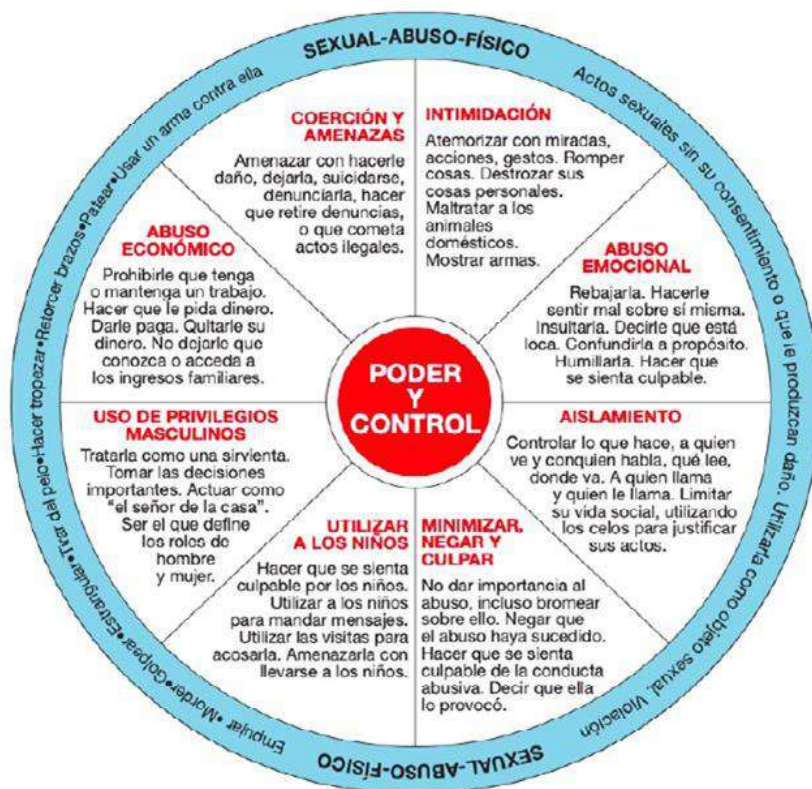 SEXUAL-ABUSO-FÍSICO
Actos sexuales sin su consentimiento o que le produzcan daño. Utilizarla como objeto sexual. Violación
SEXUAL-ABUSO-FÍSICO
Empujar•Morder•Golpear•Estrangular•Tirar del pelo•Hacer tropezar•Retorcer brazos•Patear•Usar un arma contra ella
COERCIÓN Y
AMENAZAS
Amenazar con hacerle
daño, dejarla, suicidarse,
denunciarla, hacer
que retire denuncias,
o que cometa
actos ilegales.
INTIMIDACIÓN
Atemorizar con miradas,
acciones, gestos. Romper
cosas. Destrozar sus
cosas personales.
Maltratar a los
animales
domésticos.
Mostrar armas.
ABUSO
EMOCIONAL
Rebajarla. Hacerle
sentir mal sobre sí misma.
Insultarla. Decirle que está
loca. Confundirla a propósito.
Humillarla. Hacer que
se sienta culpable.
AISLAMIENTO
Controlar lo que hace, a quien
ve y conquien habla, qué lee,
donde va. A quien llama
y quien le llama. Limitar
su vida social, utilizando
los celos para justificar
sus actos.
MINIMIZAR,
NEGAR Y
CULPAR
No dar importancia al
abuso, incluso bromear
sobre ello. Negar que
el abuso haya sucedido.
Hacer que se sienta
culpable de la conducta
abusiva. Decir que ella
lo provocó.
UTILIZAR
A LOS NIÑOS
Hacer que se sienta
culpable por los niños.
Utilizar a los niños
para mandar mensajes.
Utilizar las visitas para
acosarla. Amenazarla con
llevarse a los niños.
USO DE PRIVILEGIOS
MASCULINOS
Tratarla como una sirvienta.
Tomar las decisiones
importantes. Actuar como
"el señor de la casa".
Ser el que define
los roles de
hombre
y mujer.
ABUSO
ECONÓMICO
Prohibirle que tenga
o mantenga un trabajo.
Hacer que le pida dinero.
Darle paga. Quitarle su
dinero. No dejarle que
conozca o acceda a
los ingresos familiares.
PODER
Y
CONTROL